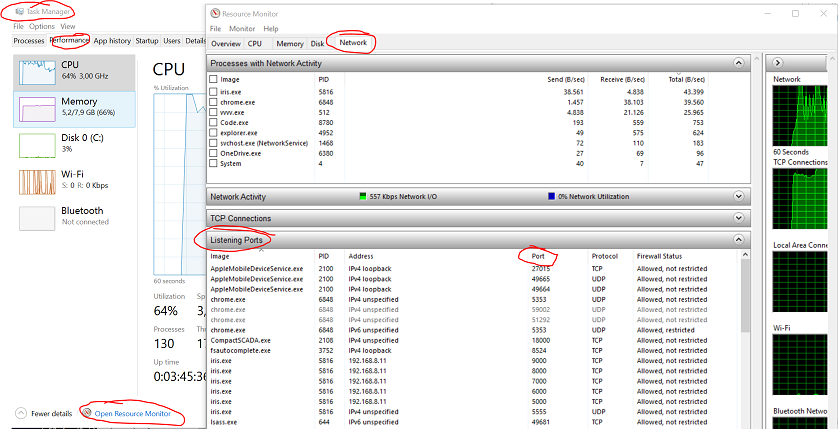 Task Manager
File Options View
Processes Performance App history Startup Users Details
CPU
64% 3,00 GHz
Memory
5,2/7,9 GB (66%)
Disk 0 (C:)
3%
Wi-Fi
S: 0 R: 0 Kbps
Bluetooth
Not connected
CPU
% Utilization
60 seconds
Utilization
64%
Processes
130
Up time
0:03:45:36
Fewer details
Open Resource Monitor
Resource Monitor
File Monitor Help
Overview CPU Memory Disk Network
Processes with Network Activity
Image PID Send (B/sec) Receive (B/sec) Total (B/sec)
iris.exe 5816 38.561 4.838 43.399
chrome.exe 6848 1.457 38.103 39.560
vvvv.exe 512 4.838 21.126 25.965
Code.exe 8780 193 559 753
explorer.exe 4952 49 575 624
svchost.exe (NetworkService) 1468 72 110 183
OneDrive.exe 6380 27 69 96
System 4 40 7 47
Network Activity 557 Kbps Network I/O 0% Network Utilization
TCP Connections
Listening Ports
Image PID Address Port Protocol Firewall Status
AppleMobileDeviceService.exe 2100 IPv4 loopback 27015 TCP Allowed, not restricted
AppleMobileDeviceService.exe 2100 IPv4 loopback 49665 UDP Allowed, not restricted
AppleMobileDeviceService.exe 2100 IPv4 loopback 49664 UDP Allowed, not restricted
chrome.exe 6848 IPv4 unspecified 5353 UDP Allowed, not restricted
chrome.exe 6848 IPv4 unspecified 59002 UDP Allowed, not restricted
chrome.exe 6848 IPv4 unspecified 51292 UDP Allowed, not restricted
chrome.exe 6848 IPv6 unspecified 5353 UDP Allowed, restricted
CompactSCADA.exe 2108 IPv4 unspecified 18000 TCP Allowed, not restricted
fsautocomplete.exe 3752 IPv4 loopback 8524 TCP Allowed, not restricted
iris.exe 5816 192.168.8.11 9000 TCP Allowed, not restricted
iris.exe 5816 192.168.8.11 8000 TCP Allowed, not restricted
iris.exe 5816 192.168.8.11 7000 TCP Allowed, not restricted
iris.exe 5816 192.168.8.11 6000 TCP Allowed, not restricted
iris.exe 5816 192.168.8.11 5000 TCP Allowed, not restricted
iris.exe 5816 IPv4 unspecified 5555 UDP Allowed, not restricted
lsass.exe 644 IPv6 unspecified 49681 TCP Allowed, not restricted
Network
60 Seconds
TCP Connections
Local Area Conne
Wi-Fi
Bluetooth Network